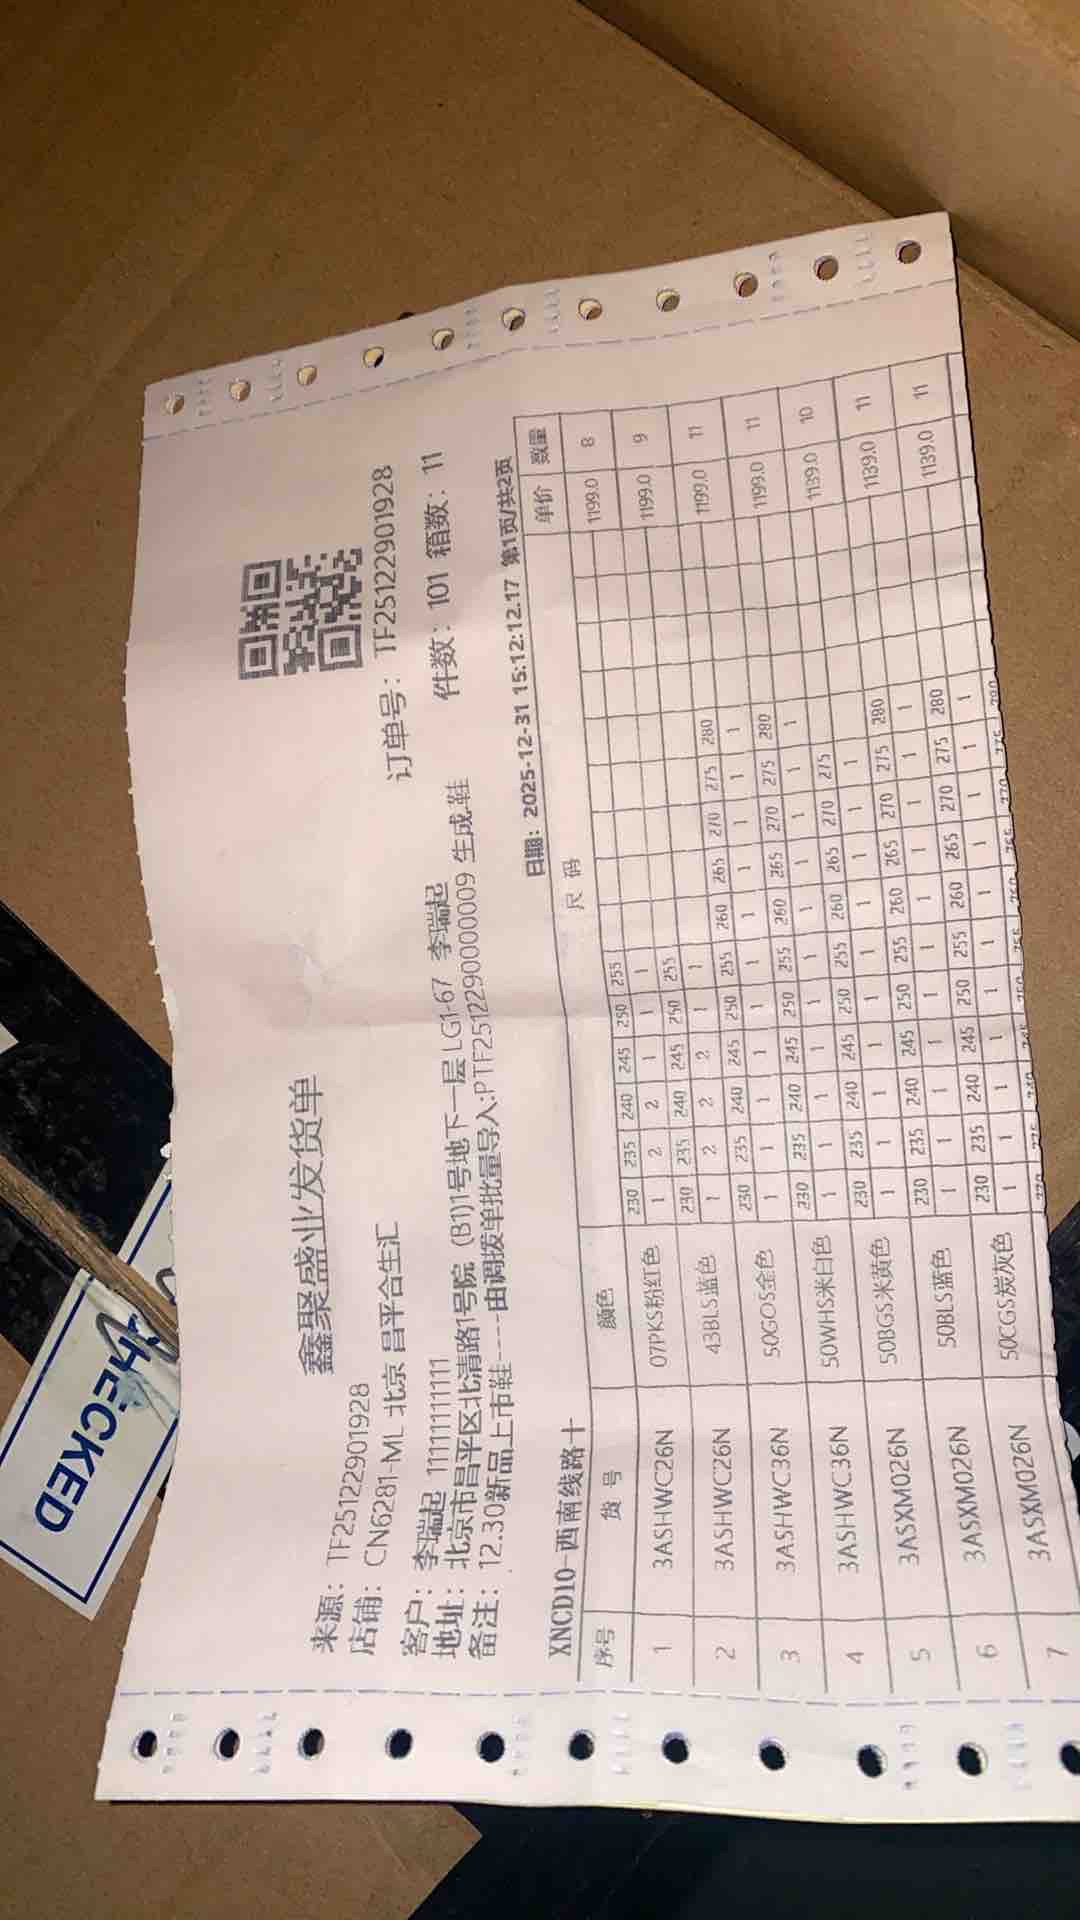 鑫聚盛业发货单
来源：TF25122901928
订单号：TF25122901928
店铺：CN6281-ML 北京 昌平合生汇
件数：101 箱数：11
客户：李瑞起 11111111111
地址：北京市昌平区北清路1号院 (B1)1号地下一层 LG1-67 李瑞起
备注：12.30新品上市鞋----由调拨单批量导入:PTF25122900000009 生成.鞋
XNCD10-西南线路十 日期：2025-12-31 15:12:12.17 第1页/共2页
序号 货 号 颜色 尺 码 单价 数量
230 235 240 245 250 255
1 3ASHWC26N 07PKS粉红色 1 2 2 1 1 1 1199.0 8
230 235 240 245 250 255
2 3ASHWC26N 43BLS蓝色 1 2 2 2 1 1 1199.0 9
230 235 240 245 250 255 260 265 270 275 280
3 3ASHWC36N 50GOS金色 1 1 1 1 1 1 1 1 1 1 1 1199.0 11
230 235 240 245 250 255 260 265 270 275 280
4 3ASHWC36N 50WHS米白色 1 1 1 1 1 1 1 1 1 1 1 1199.0 11
230 235 240 245 250 255 260 265 270 275
5 3ASXM026N 50BGS米黄色 1 1 1 1 1 1 1 1 1 1 1139.0 10
230 235 240 245 250 255 260 265 270 275 280
6 3ASXM026N 50BLS蓝色 1 1 1 1 1 1 1 1 1 1 1 1139.0 11
230 235 240 245 250 255 260 265 270 275 280
7 3ASXM026N 50CGS炭灰色 1 1 1 1 1 1 1 1 1 1 1 1139.0 11
CHECKED